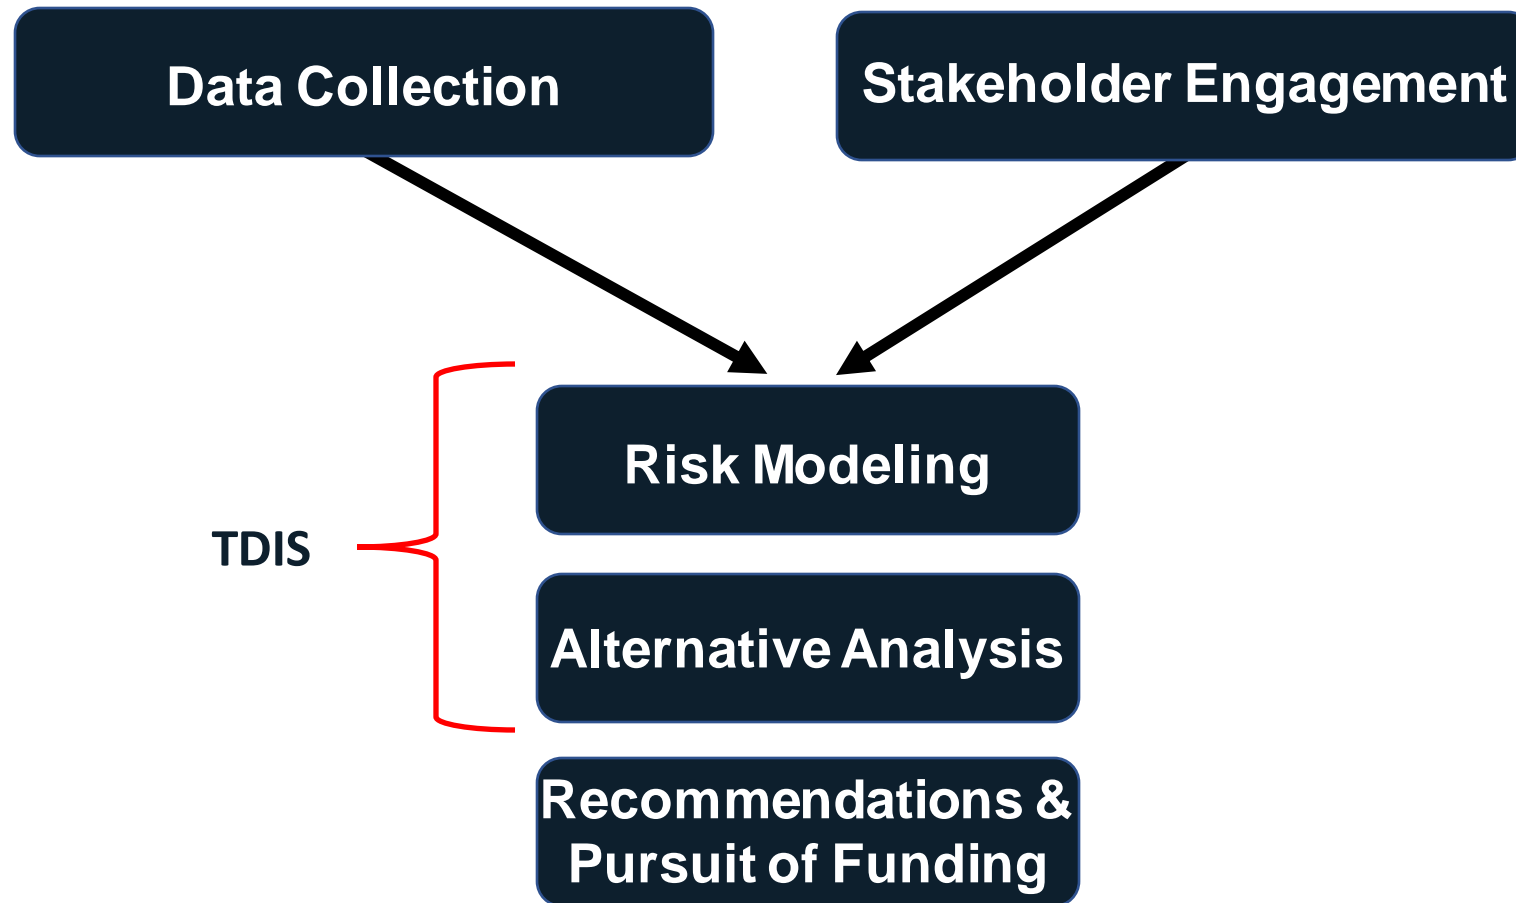 Data Collection
Stakeholder Engagement
Risk Modeling
TDIS
Alternative Analysis
Recommendations &
Pursuit of Funding